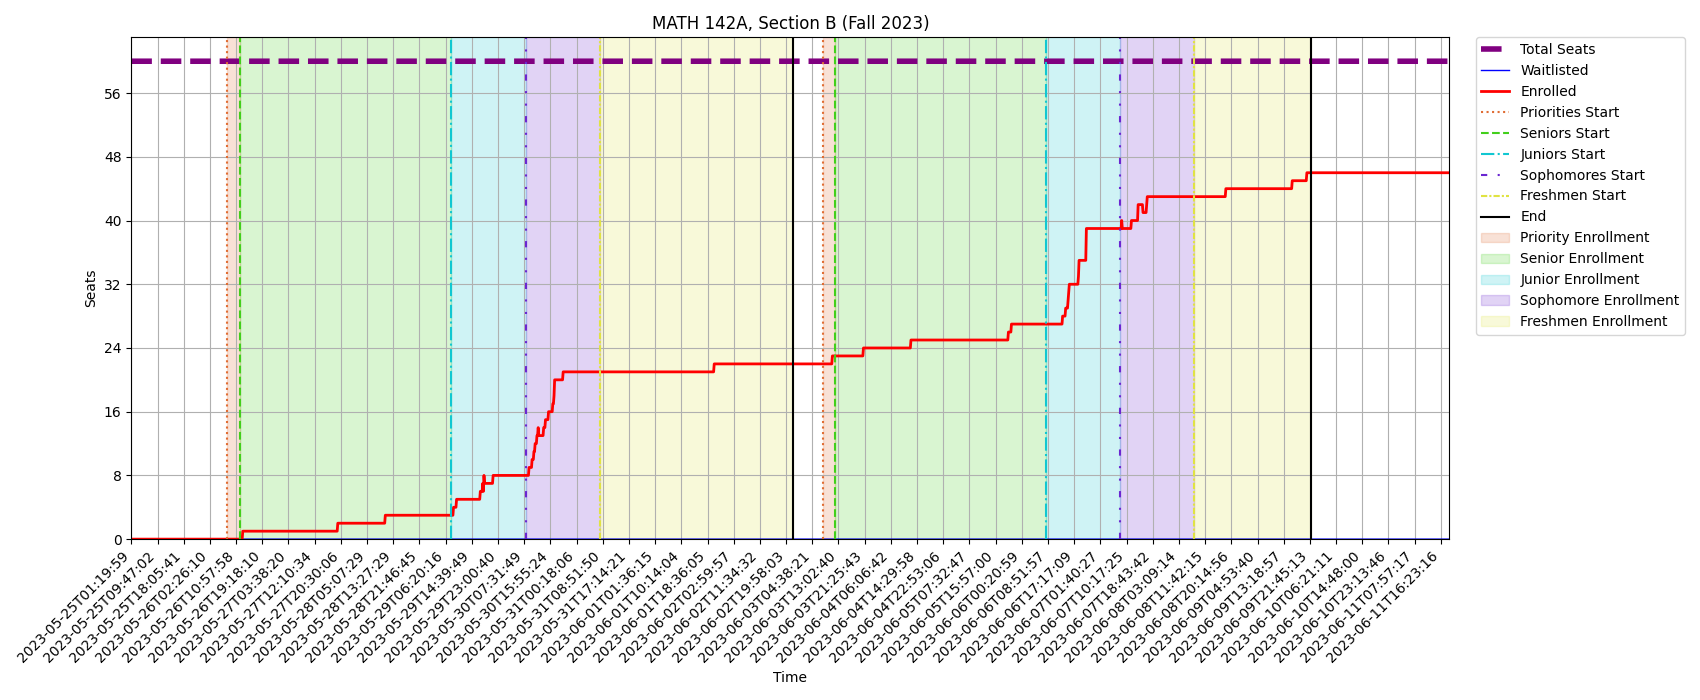 MATH 142A, Section B (Fall 2023)
Total Seats
Waitlisted
Enrolled
Priorities Start
Seniors Start
Juniors Start
Sophomores Start
Freshmen Start
End
Priority Enrollment
Senior Enrollment
Junior Enrollment
Sophomore Enrollment
Freshmen Enrollment
Seats
56
48
40
32
24
16
8
0
2023-05-25T01:19:59
2023-05-25T09:47:02
2023-05-25T18:05:41
2023-05-26T02:26:10
2023-05-26T10:57:58
2023-05-26T19:18:10
2023-05-27T03:38:20
2023-05-27T12:10:34
2023-05-27T20:30:06
2023-05-28T05:07:29
2023-05-28T13:27:29
2023-05-28T21:46:45
2023-05-29T06:20:16
2023-05-29T14:39:49
2023-05-29T23:00:40
2023-05-30T07:31:49
2023-05-30T15:55:24
2023-05-31T00:18:06
2023-05-31T08:51:50
2023-05-31T17:14:21
2023-06-01T01:36:15
2023-06-01T10:14:04
2023-06-01T18:36:05
2023-06-02T02:59:57
2023-06-02T11:34:32
2023-06-02T19:58:03
2023-06-03T04:38:21
2023-06-03T13:02:40
2023-06-03T21:25:43
2023-06-04T06:06:42
2023-06-04T14:29:58
2023-06-04T22:53:06
2023-06-05T07:32:47
2023-06-05T15:57:00
2023-06-06T00:20:59
2023-06-06T08:51:57
2023-06-06T17:17:09
2023-06-07T01:40:27
2023-06-07T10:17:25
2023-06-07T18:43:42
2023-06-08T03:09:14
2023-06-08T11:42:15
2023-06-08T20:14:56
2023-06-09T04:53:40
2023-06-09T13:18:57
2023-06-09T21:45:13
2023-06-10T06:21:11
2023-06-10T14:48:00
2023-06-10T23:13:46
2023-06-11T07:57:17
2023-06-11T16:23:16
Time